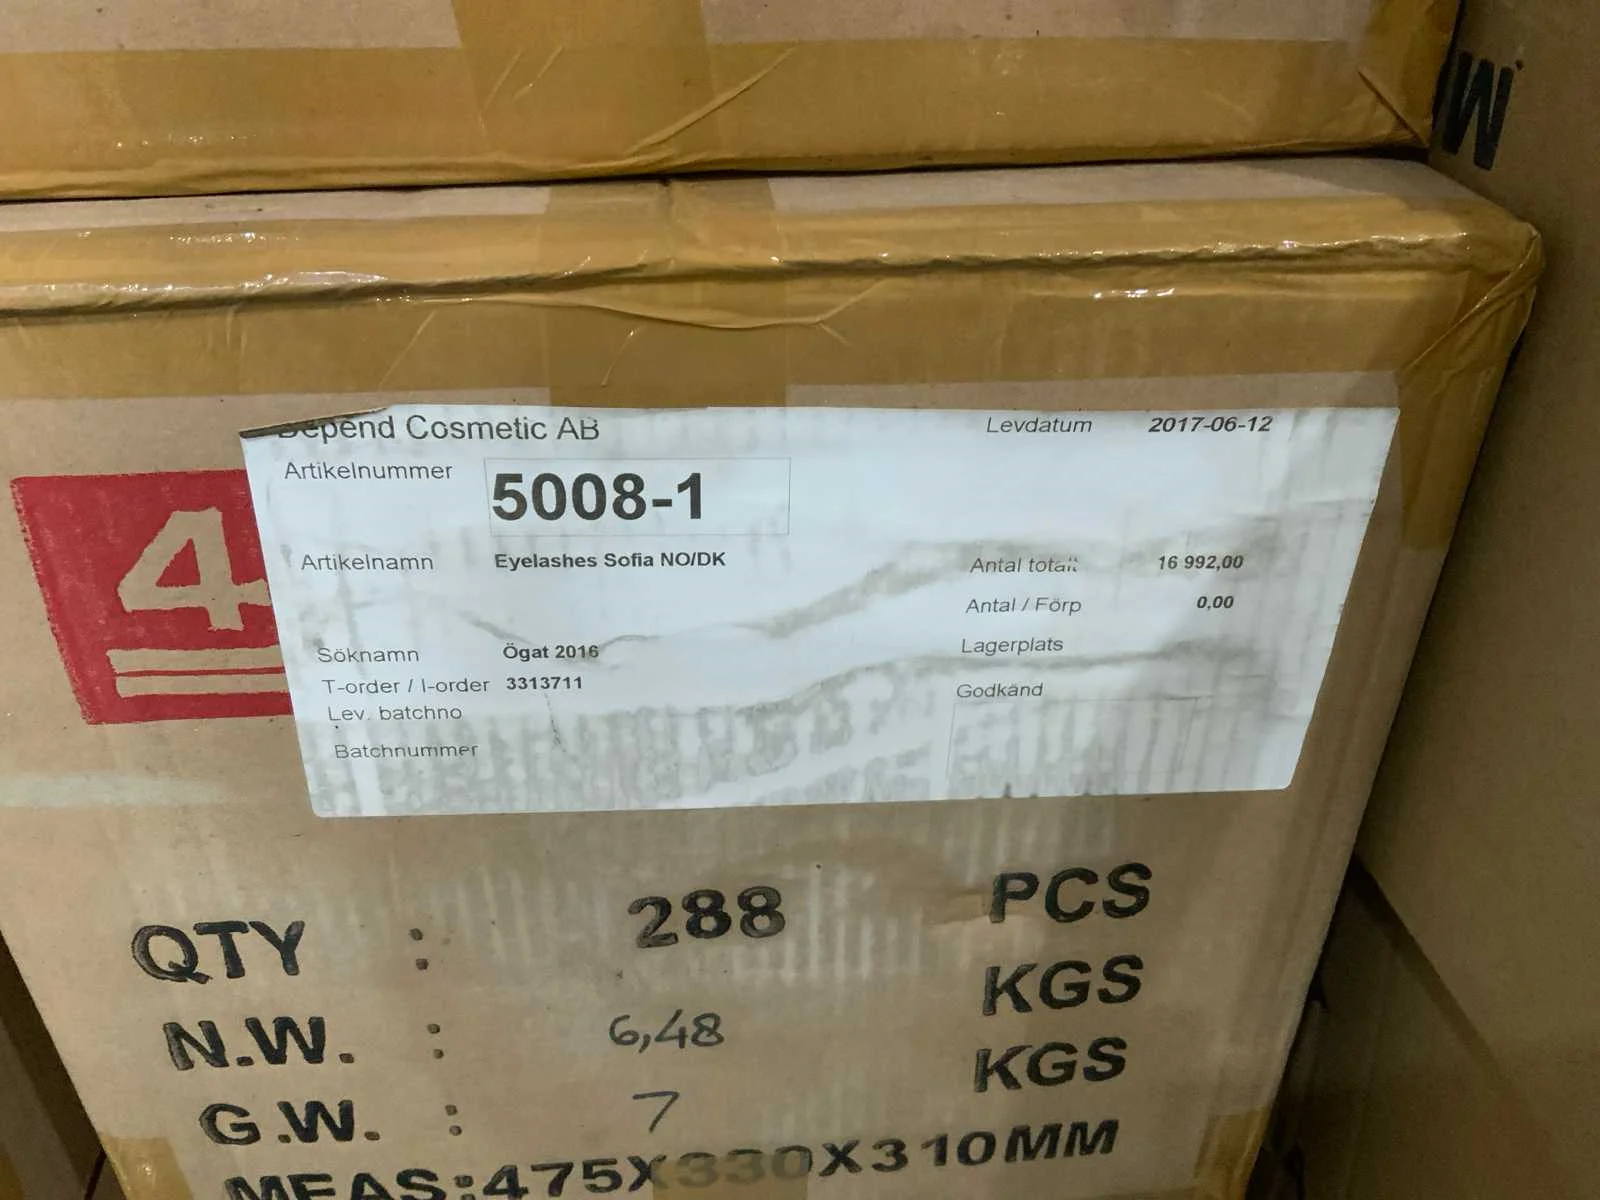 M
Depend Cosmetic AB Levdatum 2017-06-12
Artikelnummer 5008-1
Artikelnamn Eyelashes Sofia NO/DK Antal totalt 16 992,00
Antal / Förp 0,00
Söknamn Ögat 2016 Lagerplats
T-order / I-order 3313711 Godkänd
Lev. batchno
Batchnummer
4
QTY : 288 PCS
N.W. : 6,48 KGS
G.W. : 7 KGS
MEAS:475X330X310MM